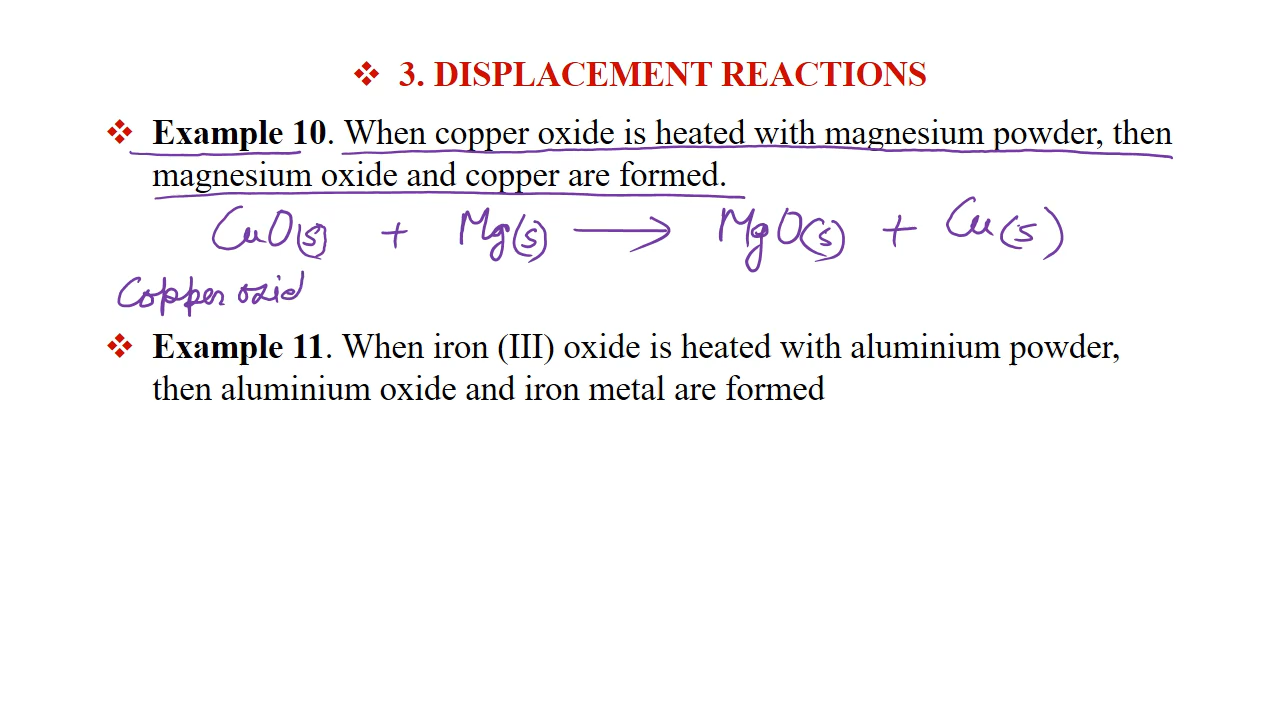 ❖ 3. DISPLACEMENT REACTIONS
❖ Example 10. When copper oxide is heated with magnesium powder, then
magnesium oxide and copper are formed.
CuO(s) + Mg(s) ⟶ MgO(s) + Cu(s)
Copper oxid
❖ Example 11. When iron (III) oxide is heated with aluminium powder,
then aluminium oxide and iron metal are formed